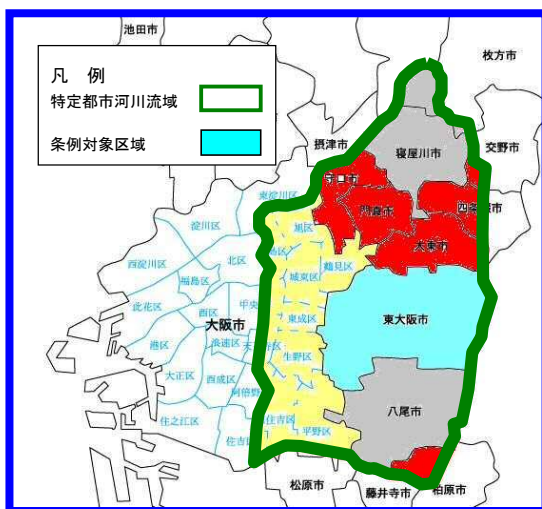 池田市
凡 例
特定都市河川流域
条例対象区域
枚方市
摂津市
交野市
寝屋川市
守口市
四条畷市
門真市
大東市
東淀川区
淀川区
旭区
西淀川区
北区
鶴見区
福島区
城東区
此花区
西区
中央
東成区
大阪市
東大阪市
港区
浪速区
天王寺区
生野区
大正区
西成区
阿倍野
八尾市
住之江区
住吉区
住吉区
平野区
松原市
藤井寺市
柏原市